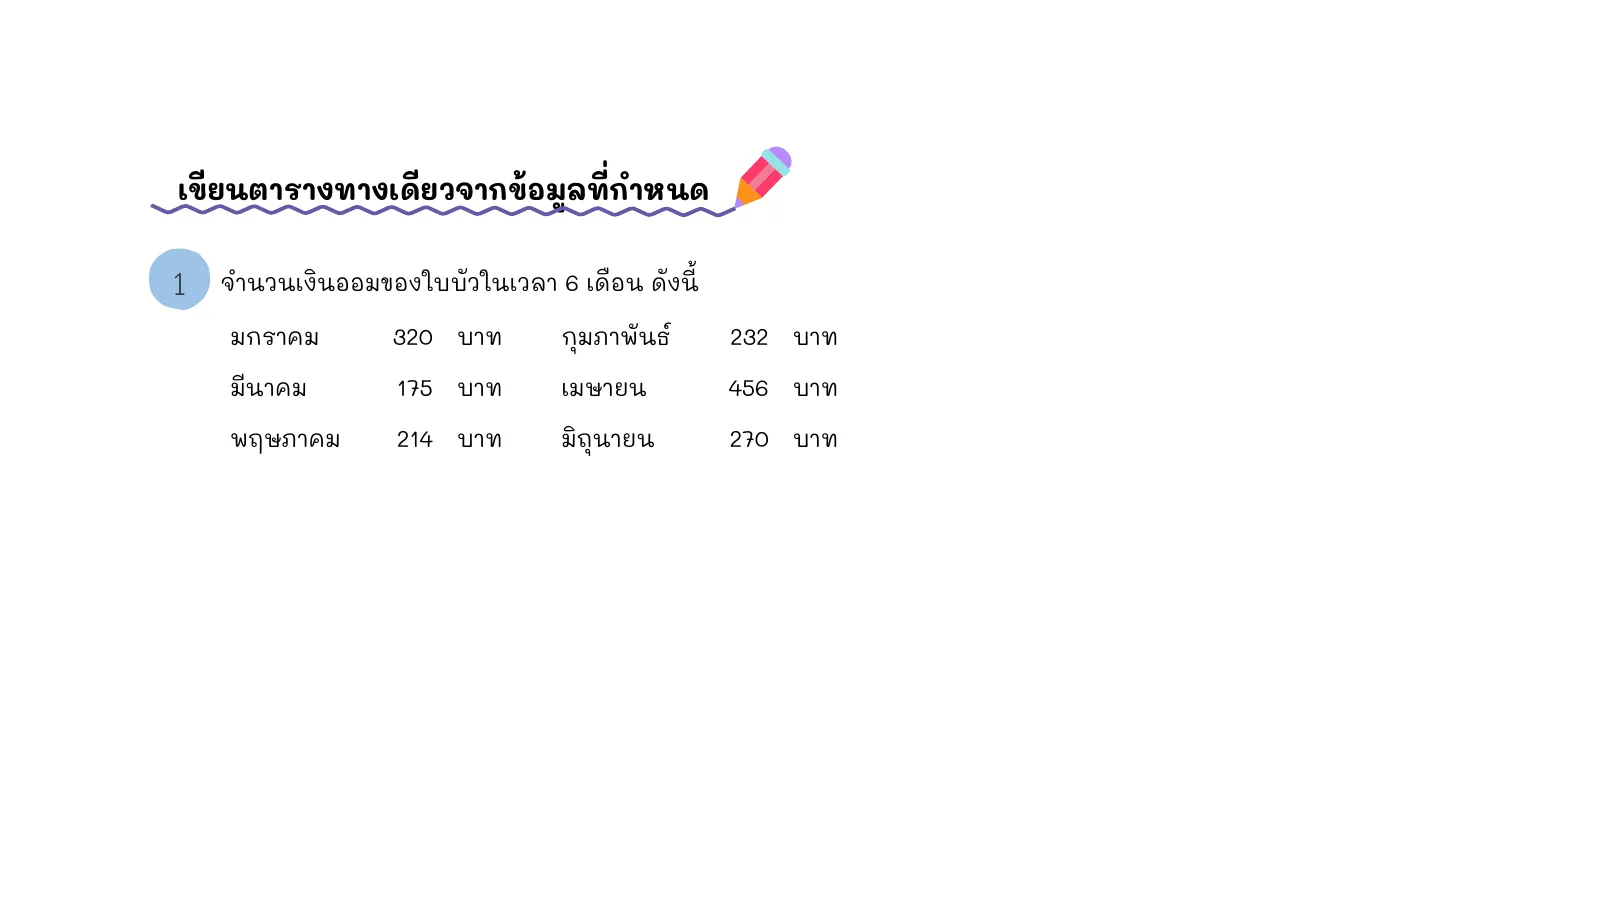 เขียนตารางทางเดียวจากข้อมูลที่กำหนด
1 จำนวนเงินออมของใบบัวในเวลา 6 เดือน ดังนี้
มกราคม 320 บาท กุมภาพันธ์ 232 บาท
มีนาคม 175 บาท เมษายน 456 บาท
พฤษภาคม 214 บาท มิถุนายน 270 บาท